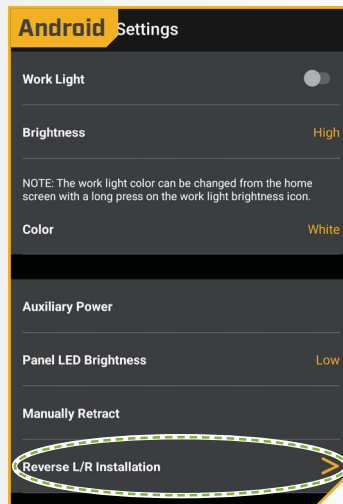 Android Settings
Work Light
Brightness High
NOTE: The work light color can be changed from the home
screen with a long press on the work light brightness icon.
Color White
Auxiliary Power
Panel LED Brightness Low
Manually Retract
Reverse L/R Installation